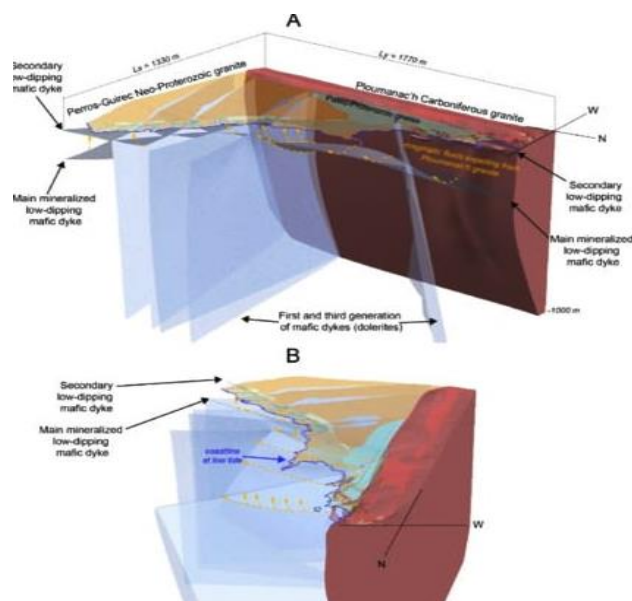 A
Lx = 1330 m
Ly = 1770 m
Secondary
low-dipping
mafic dyke
Perros-Guirec Neo-Proterozoic granite
Ploumanac'h Carboniferous granite
W
N
Main mineralized
low-dipping
mafic dyke
granite
Secondary
low-dipping
mafic dyke
Main mineralized
low-dipping
mafic dyke
First and third generation
of mafic dykes (dolerites)
-1000 m
B
Secondary
low-dipping
mafic dyke
Main mineralized
low-dipping
mafic dyke
coastline
at low tide
W
N